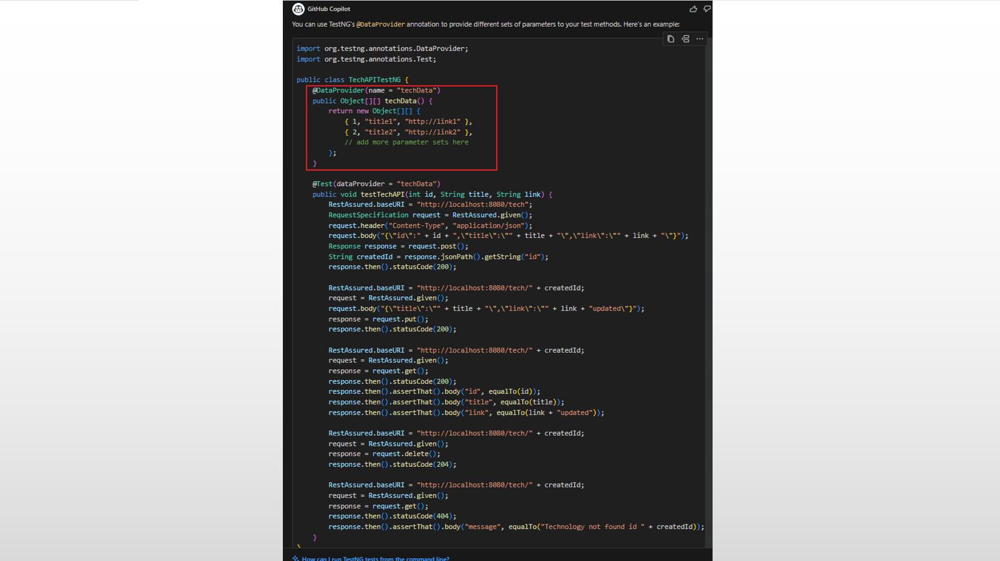 GitHub Copilot
You can use TestNG's @DataProvider annotation to provide different sets of parameters to your test methods. Here's an example:
import org.testng.annotations.DataProvider;
import org.testng.annotations.Test;
public class TechAPITestNG {
@DataProvider(name = "techData")
public Object[][] techData() {
return new Object[][] {
{ 1, "title1", "http://link1" },
{ 2, "title2", "http://link2" },
// add more parameter sets here
};
}
@Test(dataProvider = "techData")
public void testTechAPI(int id, String title, String link) {
RestAssured.baseURI = "http://localhost:8080/tech";
RequestSpecification request = RestAssured.given();
request.header("Content-Type", "application/json");
request.body("{\"id\":" + id + ",\"title\":\"" + title + "\",\"link\":\"" + link + "\"}");
Response response = request.post();
String createdId = response.jsonPath().getString("id");
response.then().statusCode(200);
RestAssured.baseURI = "http://localhost:8080/tech/" + createdId;
request = RestAssured.given();
request.body("{\"title\":\"" + title + "\",\"link\":\"" + link + "updated\"}");
response = request.put();
response.then().statusCode(200);
RestAssured.baseURI = "http://localhost:8080/tech/" + createdId;
request = RestAssured.given();
response = request.get();
response.then().statusCode(200);
response.then().assertThat().body("id", equalTo(id));
response.then().assertThat().body("title", equalTo(title));
response.then().assertThat().body("link", equalTo(link + "updated"));
RestAssured.baseURI = "http://localhost:8080/tech/" + createdId;
request = RestAssured.given();
response = request.delete();
response.then().statusCode(204);
RestAssured.baseURI = "http://localhost:8080/tech/" + createdId;
request = RestAssured.given();
response = request.get();
response.then().statusCode(404);
response.then().assertThat().body("message", equalTo("Technology not found id " + createdId));
}
}
How can I run TestNG tests from the command line?